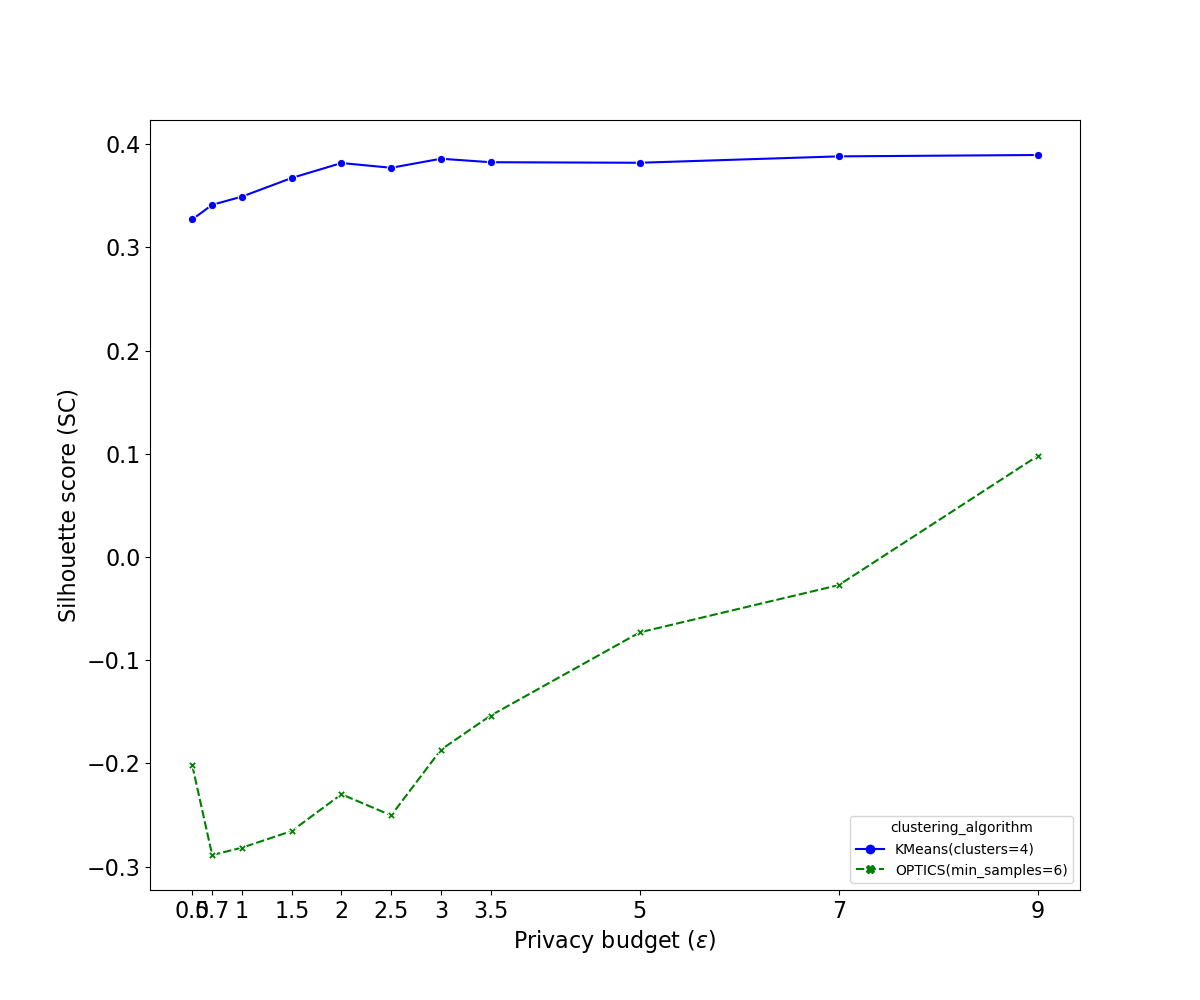 0.4
0.3
0.2
0.1
0.0
−0.1
−0.2
−0.3
Silhouette score (SC)
0.5 0.7 1 1.5 2 2.5 3 3.5 5 7 9
Privacy budget (ε)
clustering_algorithm
KMeans(clusters=4)
OPTICS(min_samples=6)